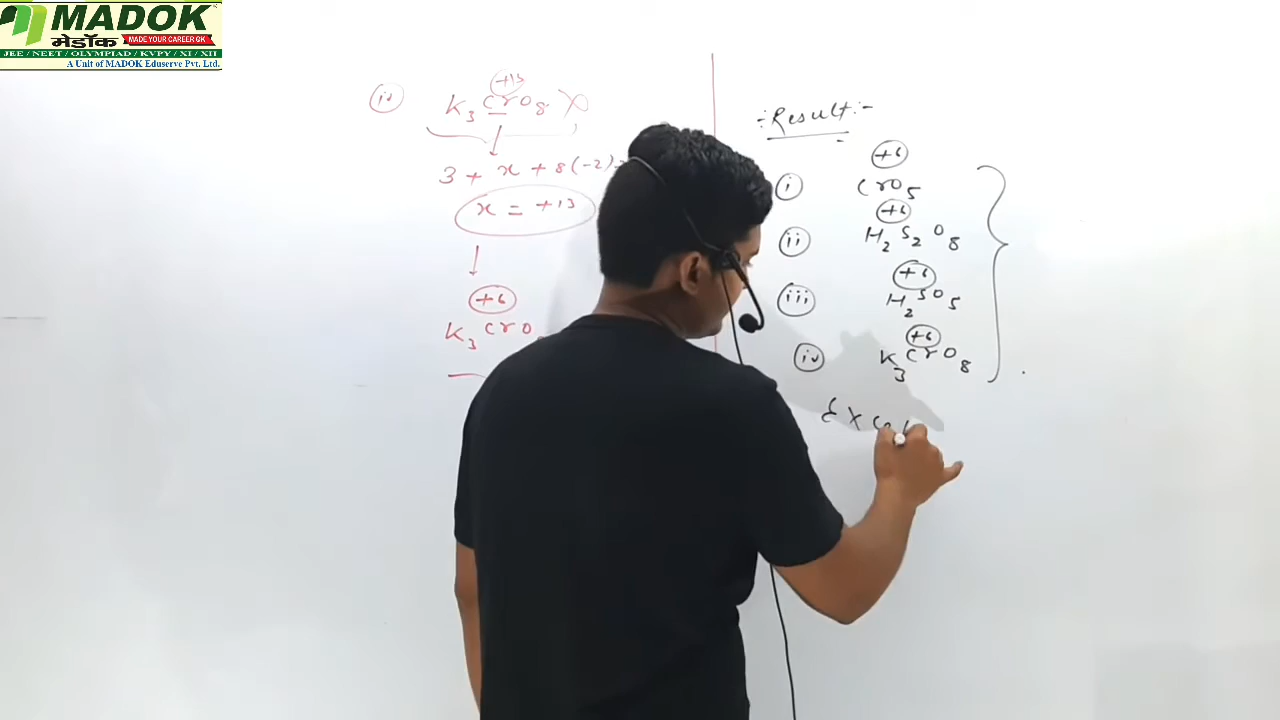 MADOK
मेडॉक MADE YOUR CAREER GK
JEE / NEET / OLYMPIAD / KVPY / XI / XII
A Unit of MADOK Eduserve Pvt. Ltd.
+13
iv K3CrO8
3 + x + 8(-2)
x = +13
+6
K3CrO
:-Result:-
+6
i CrO5
+6
ii H2S2O8
+6
iii H2SO5
+6
iv K3CrO8